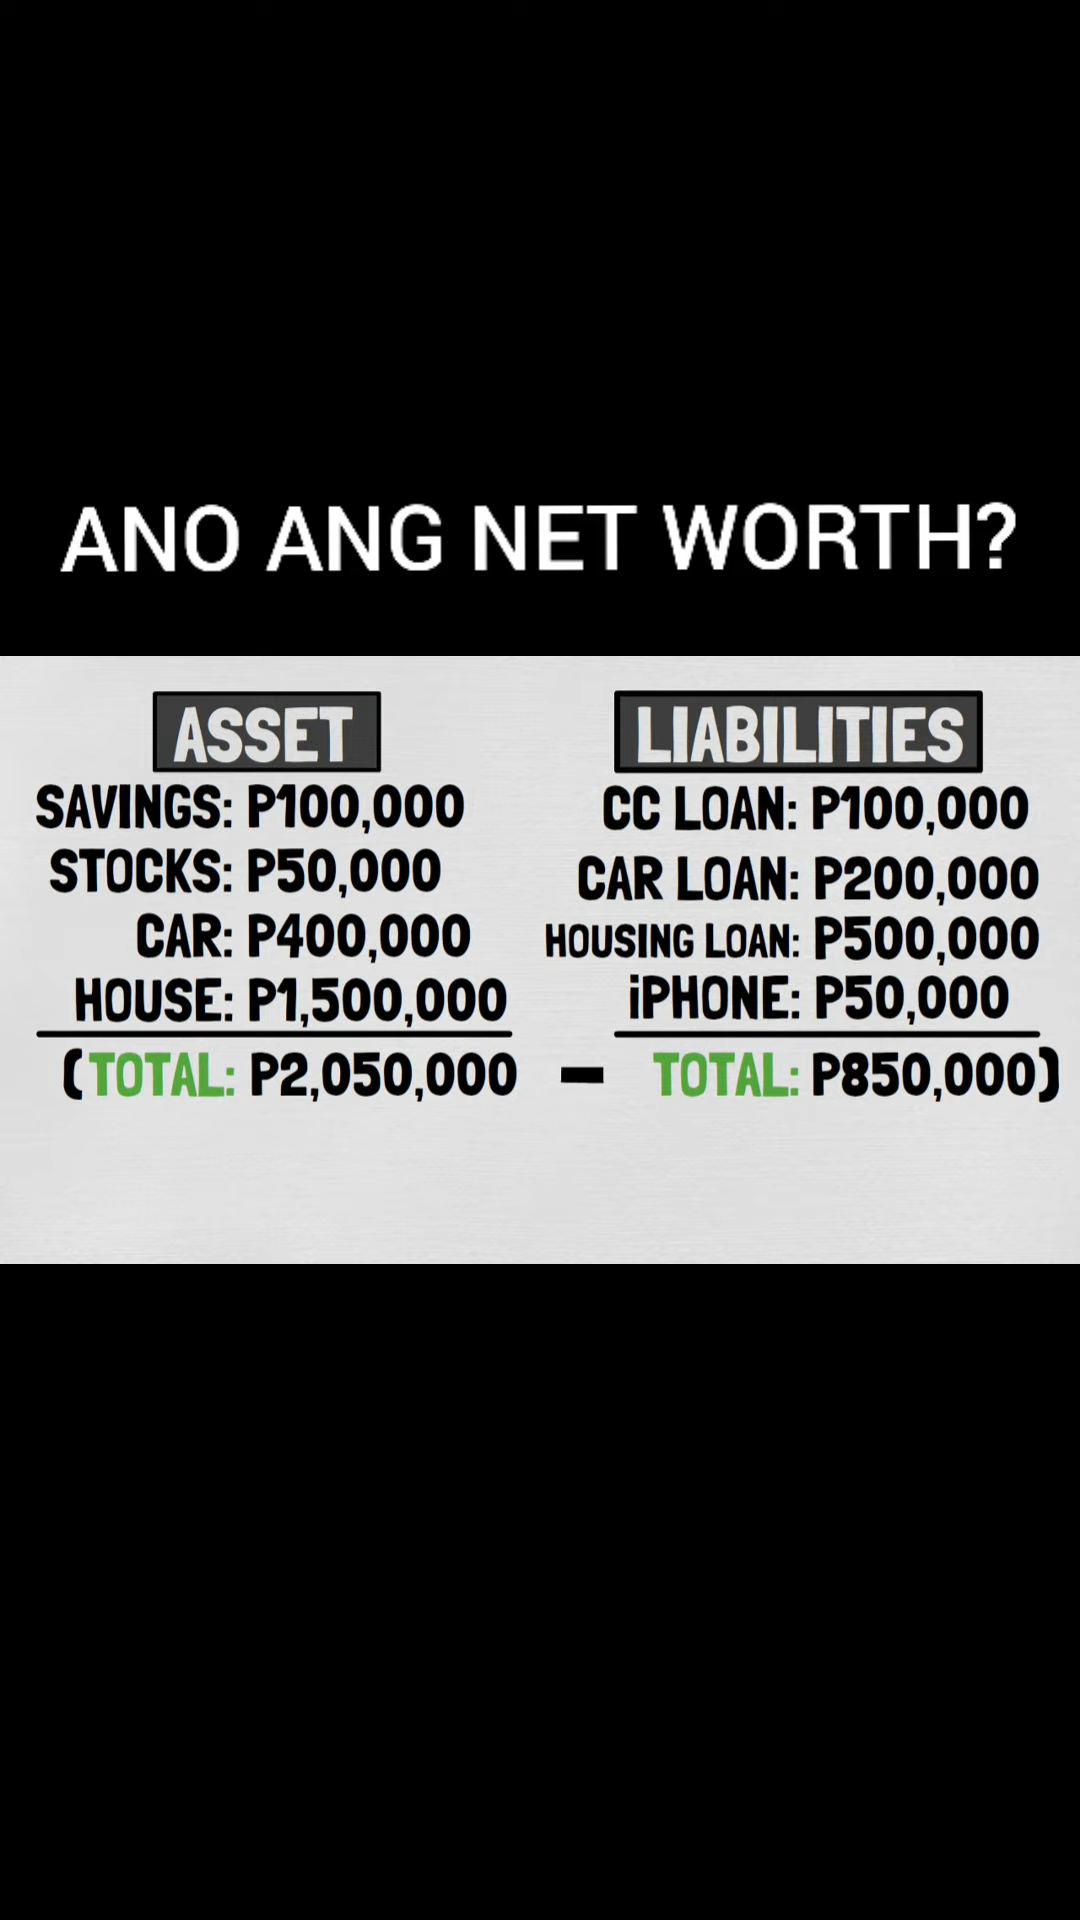 ANO ANG NET WORTH?
ASSET
SAVINGS: P100,000
STOCKS: P50,000
CAR: P400,000
HOUSE: P1,500,000
(TOTAL: P2,050,000
LIABILITIES
CC LOAN: P100,000
CAR LOAN: P200,000
HOUSING LOAN: P500,000
iPHONE: P50,000
- TOTAL: P850,000)